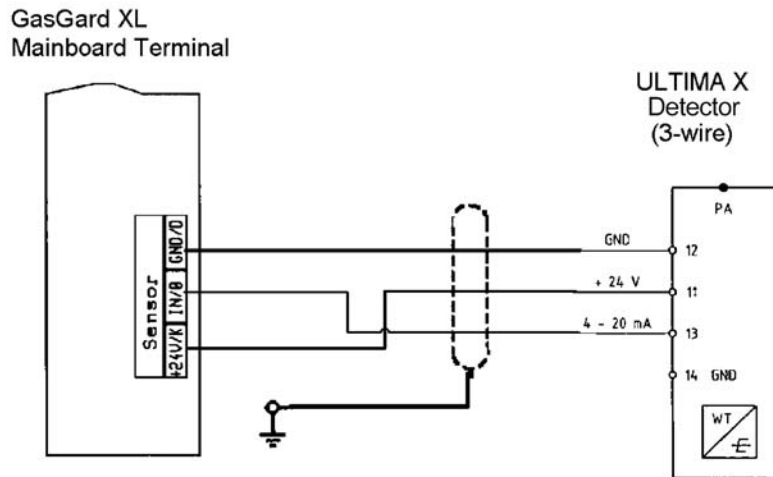 GasGard XL
Mainboard Terminal
ULTIMA X
Detector
(3-wire)
PA
Sensor
GND/D
IN/B
+24V/K
GND
12
+ 24 V
11
4 - 20 mA
13
14 GND
WT
E